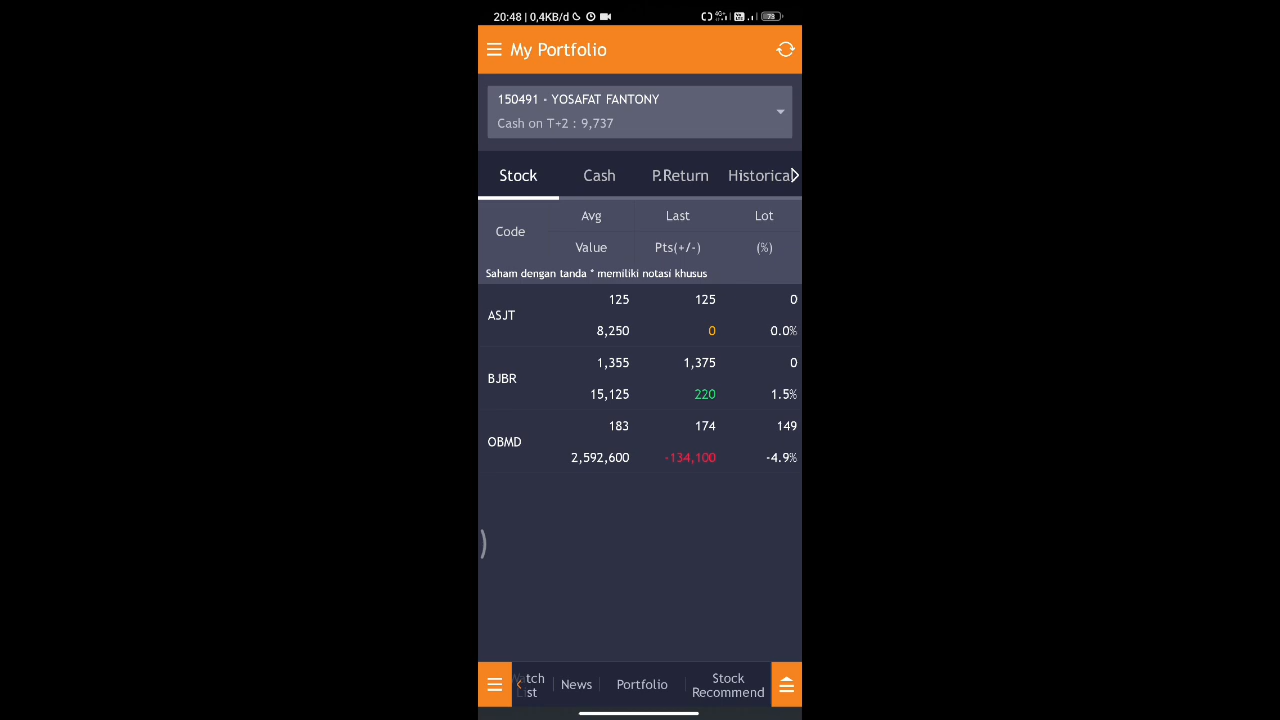 20:48 | 0,4KB/d
4G+
73
My Portfolio
150491 - YOSAFAT FANTONY
Cash on T+2 : 9,737
Stock Cash P.Return Historica
Code Avg Last Lot
Value Pts(+/-) (%)
Saham dengan tanda * memiliki notasi khusus
ASJT 125 125 0
8,250 0 0.0%
BJBR 1,355 1,375 0
15,125 220 1.5%
OBMD 183 174 149
2,592,600 -134,100 -4.9%
News Portfolio Stock
Recommend